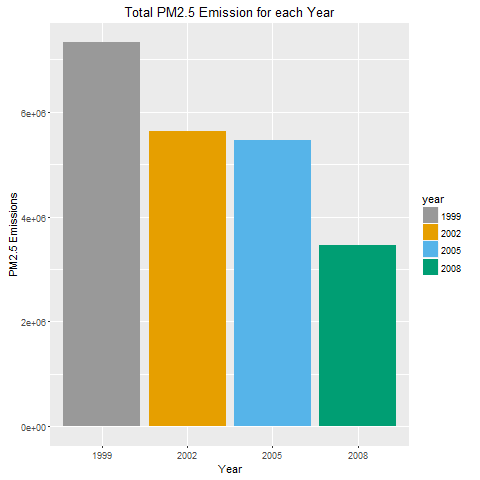 Total PM2.5 Emission for each Year
PM2.5 Emissions
6e+06
4e+06
2e+06
0e+00
1999
2002
2005
2008
Year
year
1999
2002
2005
2008